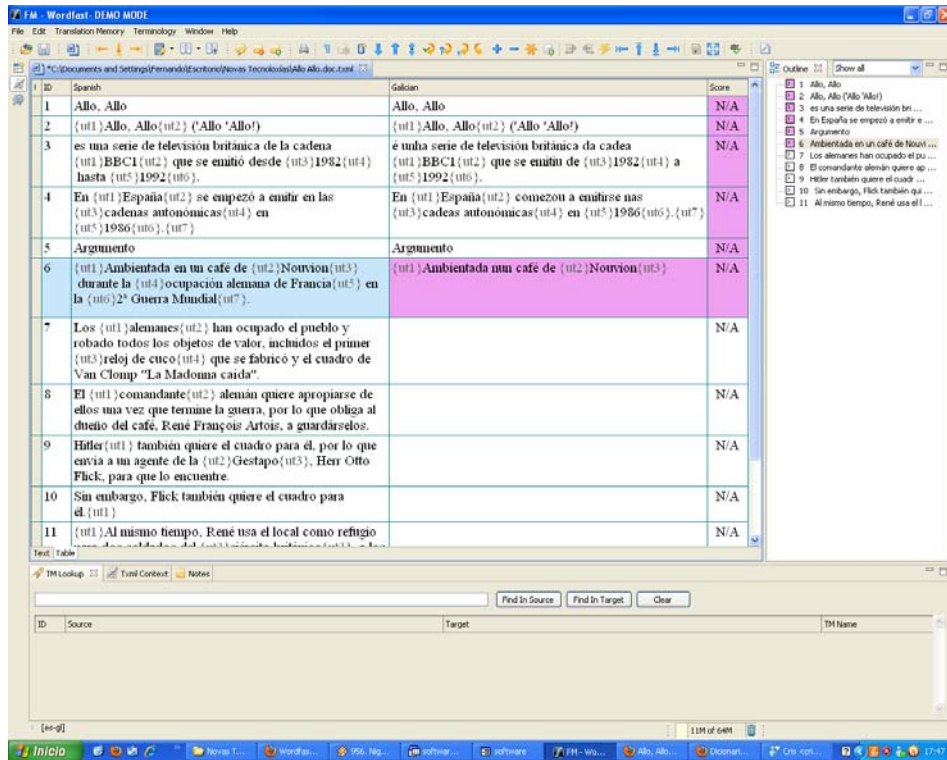 FM - Wordfast- DEMO MODE
File Edit Translation Memory Terminology Window Help
*C:\Documents and Settings\Fernando\Escritorio\Novas Tecnoloxías\Allo Allo.doc.txml
ID Spanish Galician Score
1 Allo, Allo Allo, Allo N/A
2 {ut1}Allo, Allo{ut2} ('Allo 'Allo!) {ut1}Allo, Allo{ut2} ('Allo 'Allo!) N/A
3 es una serie de televisión británica de la cadena é unha serie de televisión británica da cadea N/A
{ut1}BBC1{ut2} que se emitió desde {ut3}1982{ut4} {ut1}BBC1{ut2} que se emitiu de {ut3}1982{ut4} a
hasta {ut5}1992{ut6}. {ut5}1992{ut6}.
4 En {ut1}España{ut2} se empezó a emitir en las En {ut1}España{ut2} comezou a emitirse nas N/A
{ut3}cadenas autonómicas{ut4} en {ut3}cadeas autonómicas{ut4} en {ut5}1986{ut6}.{ut7}
{ut5}1986{ut6}.{ut7}
5 Argumento Argumento N/A
6 {ut1}Ambientada en un café de {ut2}Nouvion{ut3} {ut1}Ambientada nun café de {ut2}Nouvion{ut3} N/A
durante la {ut4}ocupación alemana de Francia{ut5} en
la {ut6}2ª Guerra Mundial{ut7}.
7 Los {ut1}alemanes{ut2} han ocupado el pueblo y N/A
robado todos los objetos de valor, incluidos el primer
{ut3}reloj de cuco{ut4} que se fabricó y el cuadro de
Van Clomp "La Madonna caída".
8 El {ut1}comandante{ut2} alemán quiere apropiarse de N/A
ellos una vez que termine la guerra, por lo que obliga al
dueño del café, René François Artois, a guardárselos.
9 Hitler{ut1} también quiere el cuadro para él, por lo que N/A
envia a un agente de la {ut2}Gestapo{ut3}, Herr Otto
Flick, para que lo encuentre.
10 Sin embargo, Flick también quiere el cuadro para N/A
él.{ut1}
11 {ut1}Al mismo tiempo, René usa el local como refugio N/A
Text Table
Outline Show all
1 Allo, Allo
2 Allo, Allo ('Allo 'Allo!)
3 es una serie de televisión bri ...
4 En España se empezó a emitir e ...
5 Argumento
6 Ambientada en un café de Nouvi ...
7 Los alemanes han ocupado el pu ...
8 El comandante alemán quiere ap ...
9 Hitler también quiere el cuadr ...
10 Sin embargo, Flick también qui ...
11 Al mismo tiempo, René usa el l ...
TM Lookup Txml Context Notes
Find In Source Find In Target Clear
ID Source Target TM Name
[es-gl]
11M of 64M
Inicio Novas T... Wordfas... 956. Nig... softwar... software FM - Wo... Allo, Allo... Dicionari... 17:47